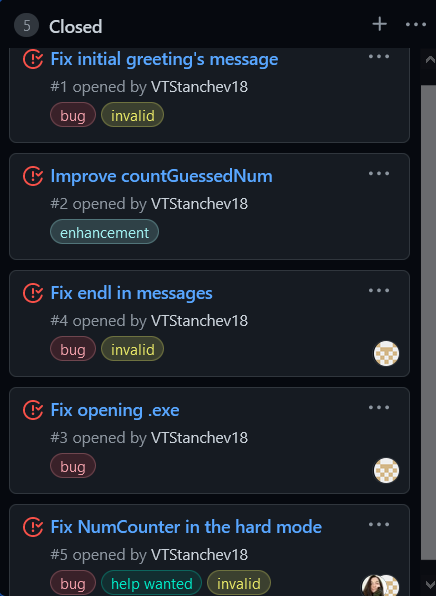 5 Closed
Fix initial greeting's message
#1 opened by VTStanchev18
bug invalid
Improve countGuessedNum
#2 opened by VTStanchev18
enhancement
Fix endl in messages
#4 opened by VTStanchev18
bug invalid
Fix opening .exe
#3 opened by VTStanchev18
bug
Fix NumCounter in the hard mode
#5 opened by VTStanchev18
bug help wanted invalid